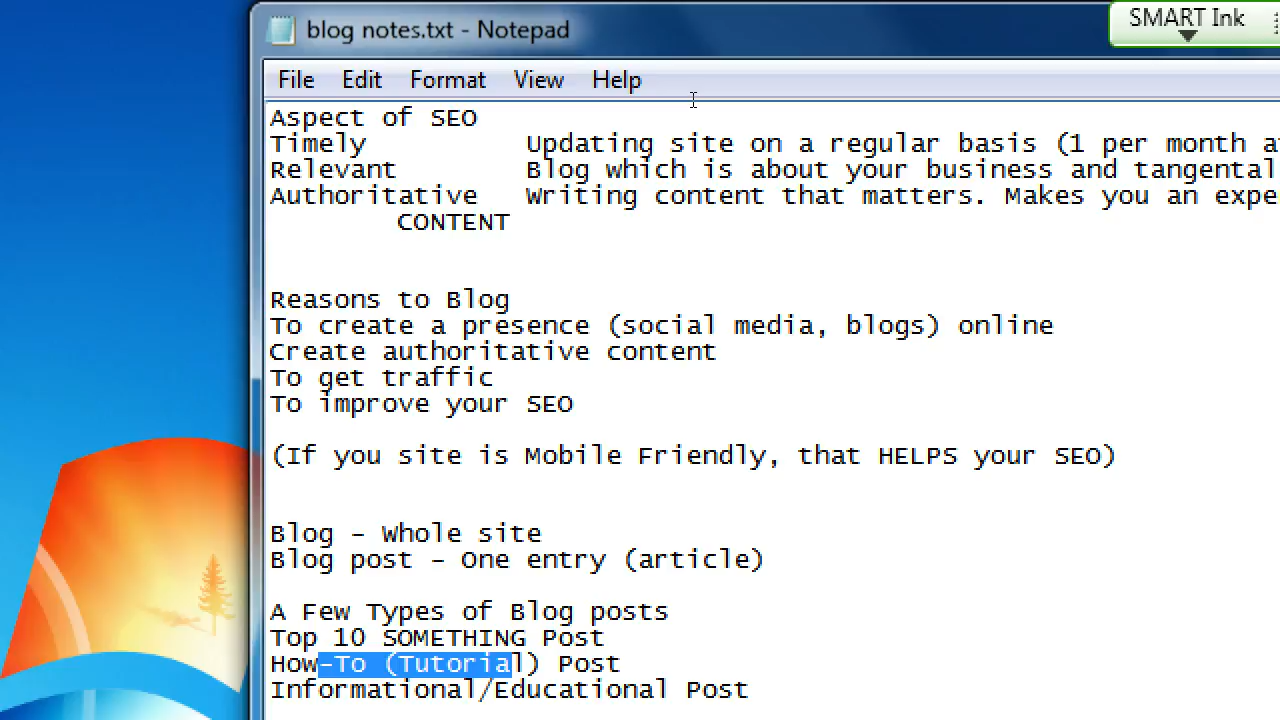 blog notes.txt - Notepad
SMART Ink
File Edit Format View Help
Aspect of SEO
Timely Updating site on a regular basis (1 per month
Relevant Blog which is about your business and tangental
Authoritative Writing content that matters. Makes you an
CONTENT
Reasons to Blog
To create a presence (social media, blogs) online
Create authoritative content
To get traffic
To improve your SEO
(If you site is Mobile Friendly, that HELPS your SEO)
Blog - Whole site
Blog post - One entry (article)
A Few Types of Blog posts
Top 10 SOMETHING Post
How-To (Tutorial) Post
Informational/Educational Post